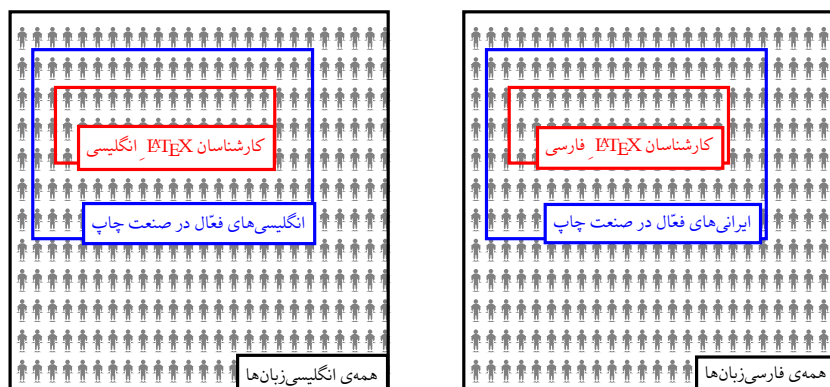 کارشناسان LATEX ِ فارسی
ایرانی‌های فعّال در صنعت چاپ
همه‌ی فارسی‌زبان‌ها
کارشناسان LATEX ِ انگلیسی
انگلیسی‌های فعّال در صنعت چاپ
همه‌ی انگلیسی‌زبان‌ها